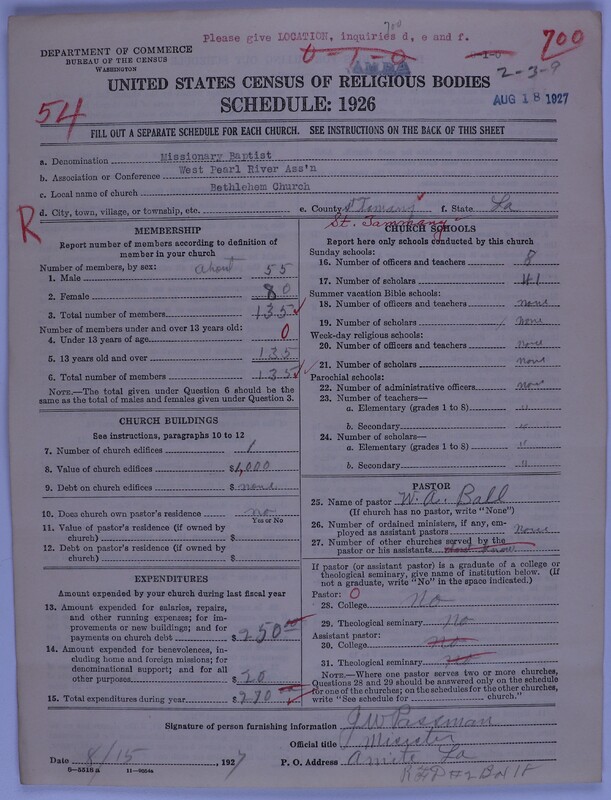 700
Please give LOCATION, inquiries d, e and f.
DEPARTMENT OF COMMERCE
BUREAU OF THE CENSUS
WASHINGTON
0-1-0
-1-0
700
2-3-9
UNITED STATES CENSUS OF RELIGIOUS BODIES
SCHEDULE: 1926
AUG 18 1927
54
FILL OUT A SEPARATE SCHEDULE FOR EACH CHURCH. SEE INSTRUCTIONS ON THE BACK OF THIS SHEET
a. Denomination Missionary Baptist
b. Association or Conference West Pearl River Ass'n
c. Local name of church Bethlehem Church
d. City, town, village, or township, etc. e. County St Tamany f. State La
R
St. Tammany
MEMBERSHIP
Report number of members according to definition of member in your church
Number of members, by sex: about
1. Male 55
2. Female 80
3. Total number of members 135
Number of members under and over 13 years old:
4. Under 13 years of age 0
5. 13 years old and over 135
6. Total number of members 135
NOTE.—The total given under Question 6 should be the same as the total of males and females given under Question 3.
CHURCH BUILDINGS
See instructions, paragraphs 10 to 12
7. Number of church edifices 1
8. Value of church edifices $1,000
9. Debt on church edifices $ none
10. Does church own pastor's residence? no
Yes or No
11. Value of pastor's residence (if owned by church) $
12. Debt on pastor's residence (if owned by church) $
EXPENDITURES
Amount expended by your church during last fiscal year
13. Amount expended for salaries, repairs, and other running expenses; for improvements or new buildings; and for payments on church debt $250 00
14. Amount expended for benevolences, including home and foreign missions; for denominational support; and for all other purposes $20
15. Total expenditures during year $270
CHURCH SCHOOLS
Report here only schools conducted by this church
Sunday schools:
16. Number of officers and teachers 8
17. Number of scholars 41
Summer vacation Bible schools:
18. Number of officers and teachers none
19. Number of scholars none
Week-day religious schools:
20. Number of officers and teachers none
21. Number of scholars none
Parochial schools:
22. Number of administrative officers none
23. Number of teachers—
a. Elementary (grades 1 to 8) "
b. Secondary "
24. Number of scholars—
a. Elementary (grades 1 to 8) "
b. Secondary "
PASTOR
25. Name of pastor W. A. Ball
(If church has no pastor, write "None")
26. Number of ordained ministers, if any, employed as assistant pastors None
27. Number of other churches served by the pastor or his assistants dont know
If pastor (or assistant pastor) is a graduate of a college or theological seminary, give name of institution below. (If not a graduate, write "No" in the space indicated.)
Pastor: 0
28. College No
29. Theological seminary No
Assistant pastor:
30. College No
31. Theological seminary No
NOTE.—Where one pastor serves two or more churches, Questions 28 and 29 should be answered only on the schedule for one of the churches; on the schedules for the other churches, write "See schedule for church."
Signature of person furnishing information J W Passman
Official title Minister
Date 8/15 1927 P. O. Address Amite La
6-5518a 11-8054a